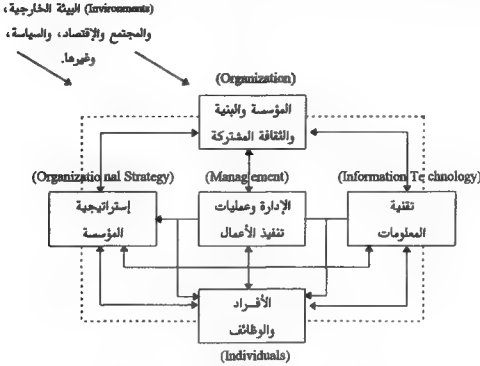 البيئة الخارجية (Invironments)،
والمجتمع والإقتصاد، والسياسة،
وغيرها.
(Organization)
المؤسسة والبنية
والثقافة المشتركة
(Organizational Strategy) (Management) (Information Technology)
إستراتيجية
المؤسسة
الإدارة وعمليات
تنفيذ الأعمال
تقنية
المعلومات
الأفراد
والوظائف
(Individuals)